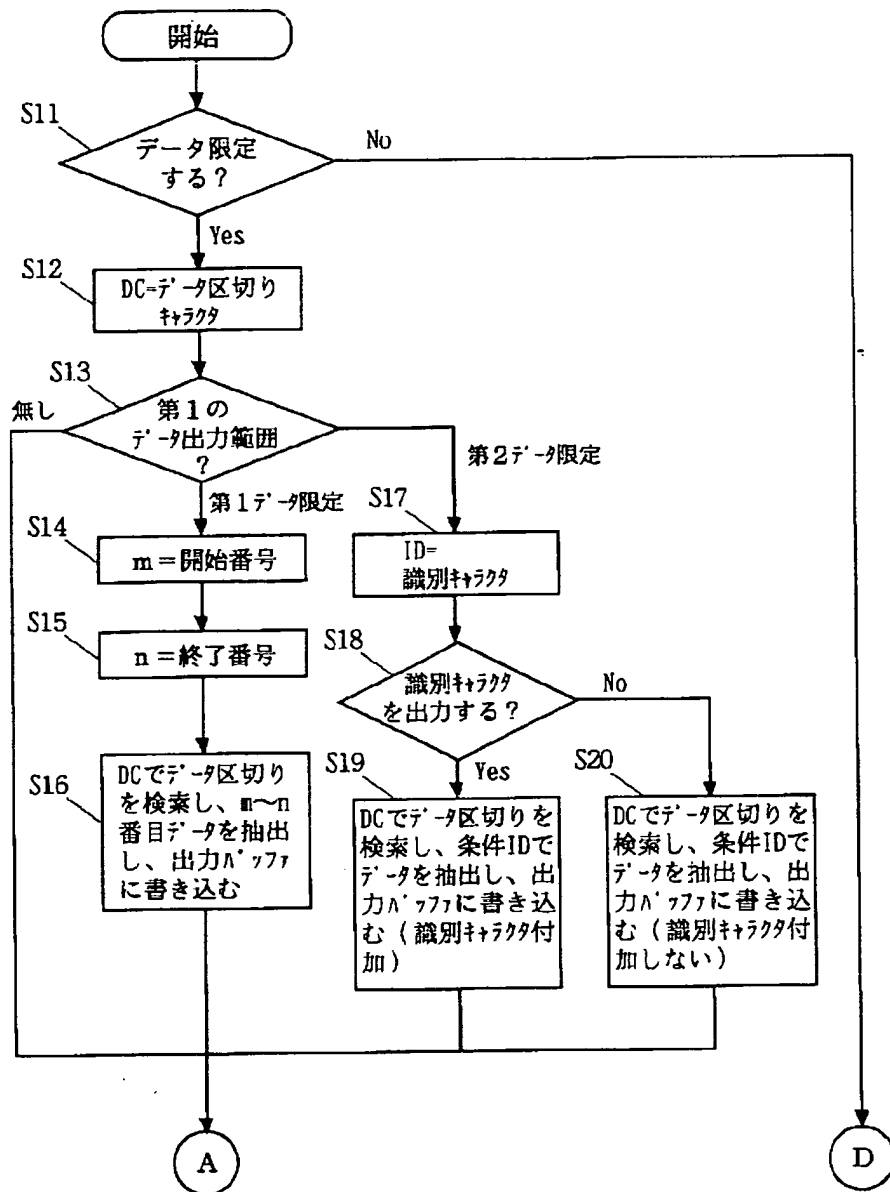 開始
S11
データ限定
する?
No
Yes
S12
DC=ﾃﾞｰﾀ区切り
ｷｬﾗｸﾀ
S13
無し
第1の
ﾃﾞｰﾀ出力範囲
?
第2ﾃﾞｰﾀ限定
第1ﾃﾞｰﾀ限定
S14
m=開始番号
S17
ID=
識別ｷｬﾗｸﾀ
S15
n=終了番号
S18
識別ｷｬﾗｸﾀ
を出力する?
No
Yes
S16
DCでﾃﾞｰﾀ区切り
を検索し、m～n
番目データを抽出
し、出力ﾊﾞｯﾌｧ
に書き込む
S19
DCでﾃﾞｰﾀ区切りを
検索し、条件IDで
ﾃﾞｰﾀを抽出し、出
力ﾊﾞｯﾌｧに書き込
む（識別ｷｬﾗｸﾀ付
加）
S20
DCでﾃﾞｰﾀ区切りを
検索し、条件IDで
ﾃﾞｰﾀを抽出し、出
力ﾊﾞｯﾌｧに書き込
む（識別ｷｬﾗｸﾀ付
加しない）
A
D